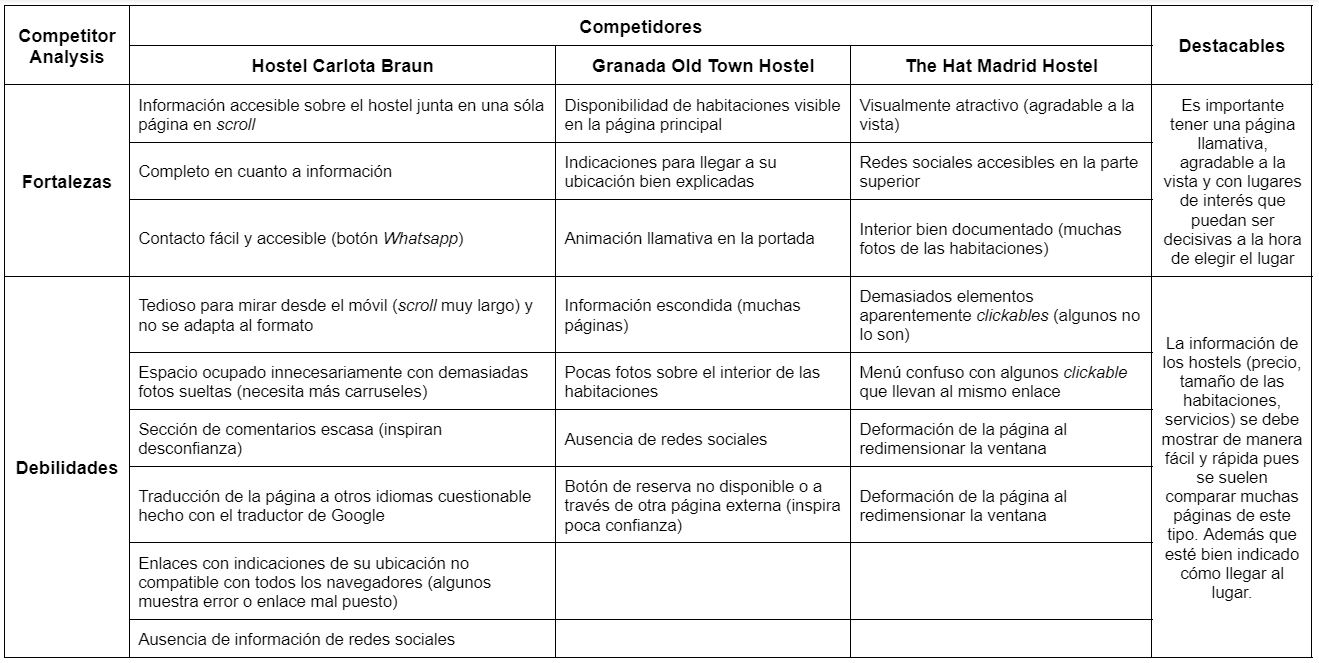 Competitor
Analysis
Competidores
Destacables
Hostel Carlota Braun
Granada Old Town Hostel
The Hat Madrid Hostel
Fortalezas
Información accesible sobre el hostel junta en una sóla
página en scroll
Disponibilidad de habitaciones visible
en la página principal
Visualmente atractivo (agradable a la
vista)
Es importante
tener una página
llamativa,
agradable a la
vista y con lugares
de interés que
puedan ser
decisivas a la hora
de elegir el lugar
Completo en cuanto a información
Indicaciones para llegar a su
ubicación bien explicadas
Redes sociales accesibles en la parte
superior
Contacto fácil y accesible (botón Whatsapp)
Animación llamativa en la portada
Interior bien documentado (muchas
fotos de las habitaciones)
Debilidades
Tedioso para mirar desde el móvil (scroll muy largo) y
no se adapta al formato
Información escondida (muchas
páginas)
Demasiados elementos
aparentemente clickables (algunos no
lo son)
La información de
los hostels (precio,
tamaño de las
habitaciones,
servicios) se debe
mostrar de manera
fácil y rápida pues
se suelen
comparar muchas
páginas de este
tipo. Además que
esté bien indicado
cómo llegar al
lugar.
Espacio ocupado innecesariamente con demasiadas
fotos sueltas (necesita más carruseles)
Pocas fotos sobre el interior de las
habitaciones
Menú confuso con algunos clickable
que llevan al mismo enlace
Sección de comentarios escasa (inspiran
desconfianza)
Ausencia de redes sociales
Deformación de la página al
redimensionar la ventana
Traducción de la página a otros idiomas cuestionable
hecho con el traductor de Google
Botón de reserva no disponible o a
través de otra página externa (inspira
poca confianza)
Deformación de la página al
redimensionar la ventana
Enlaces con indicaciones de su ubicación no
compatible con todos los navegadores (algunos
muestra error o enlace mal puesto)
Ausencia de información de redes sociales